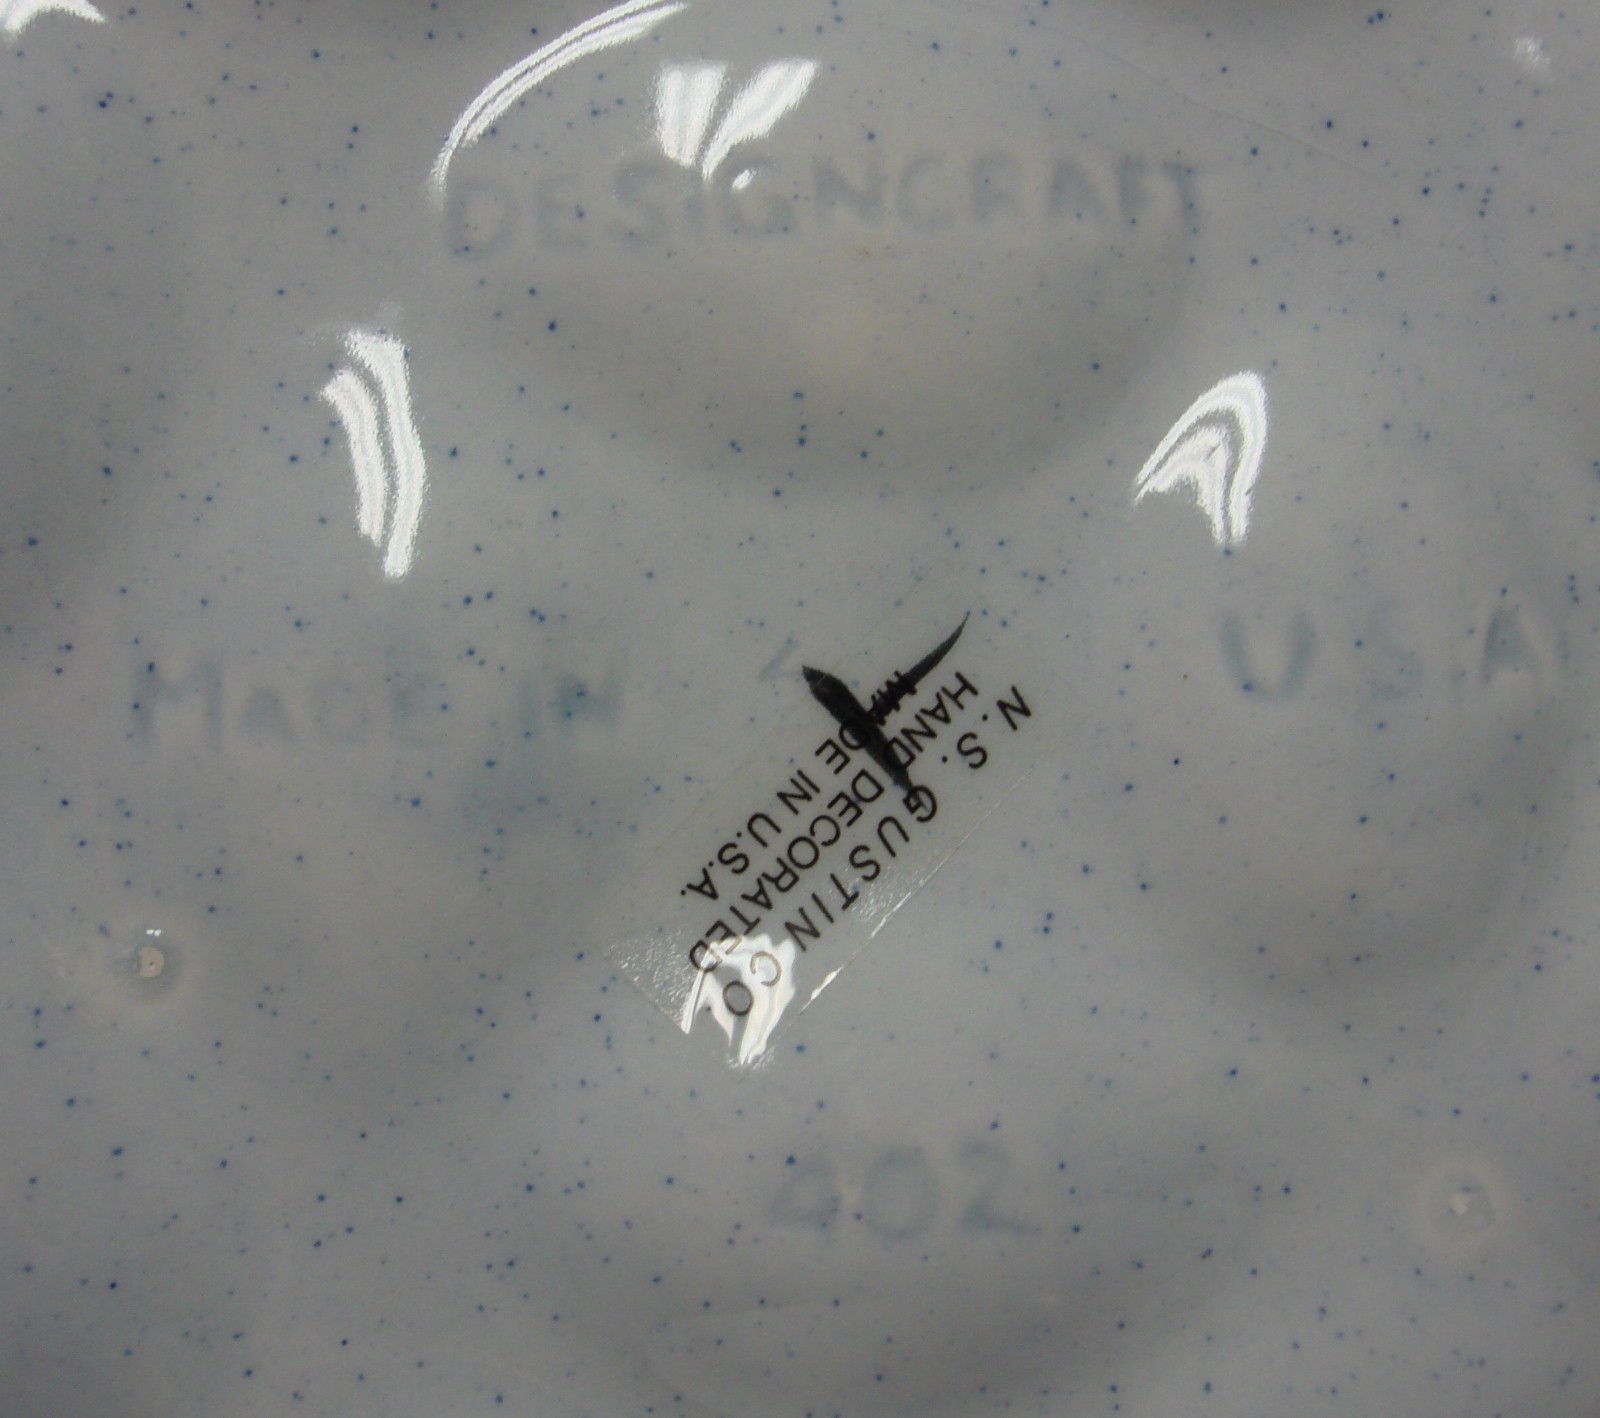 DESIGNCRAFT
MADE IN U.S.A
N. S. GUSTIN CO.
HAND DECORATED
MADE IN U.S.A.
402